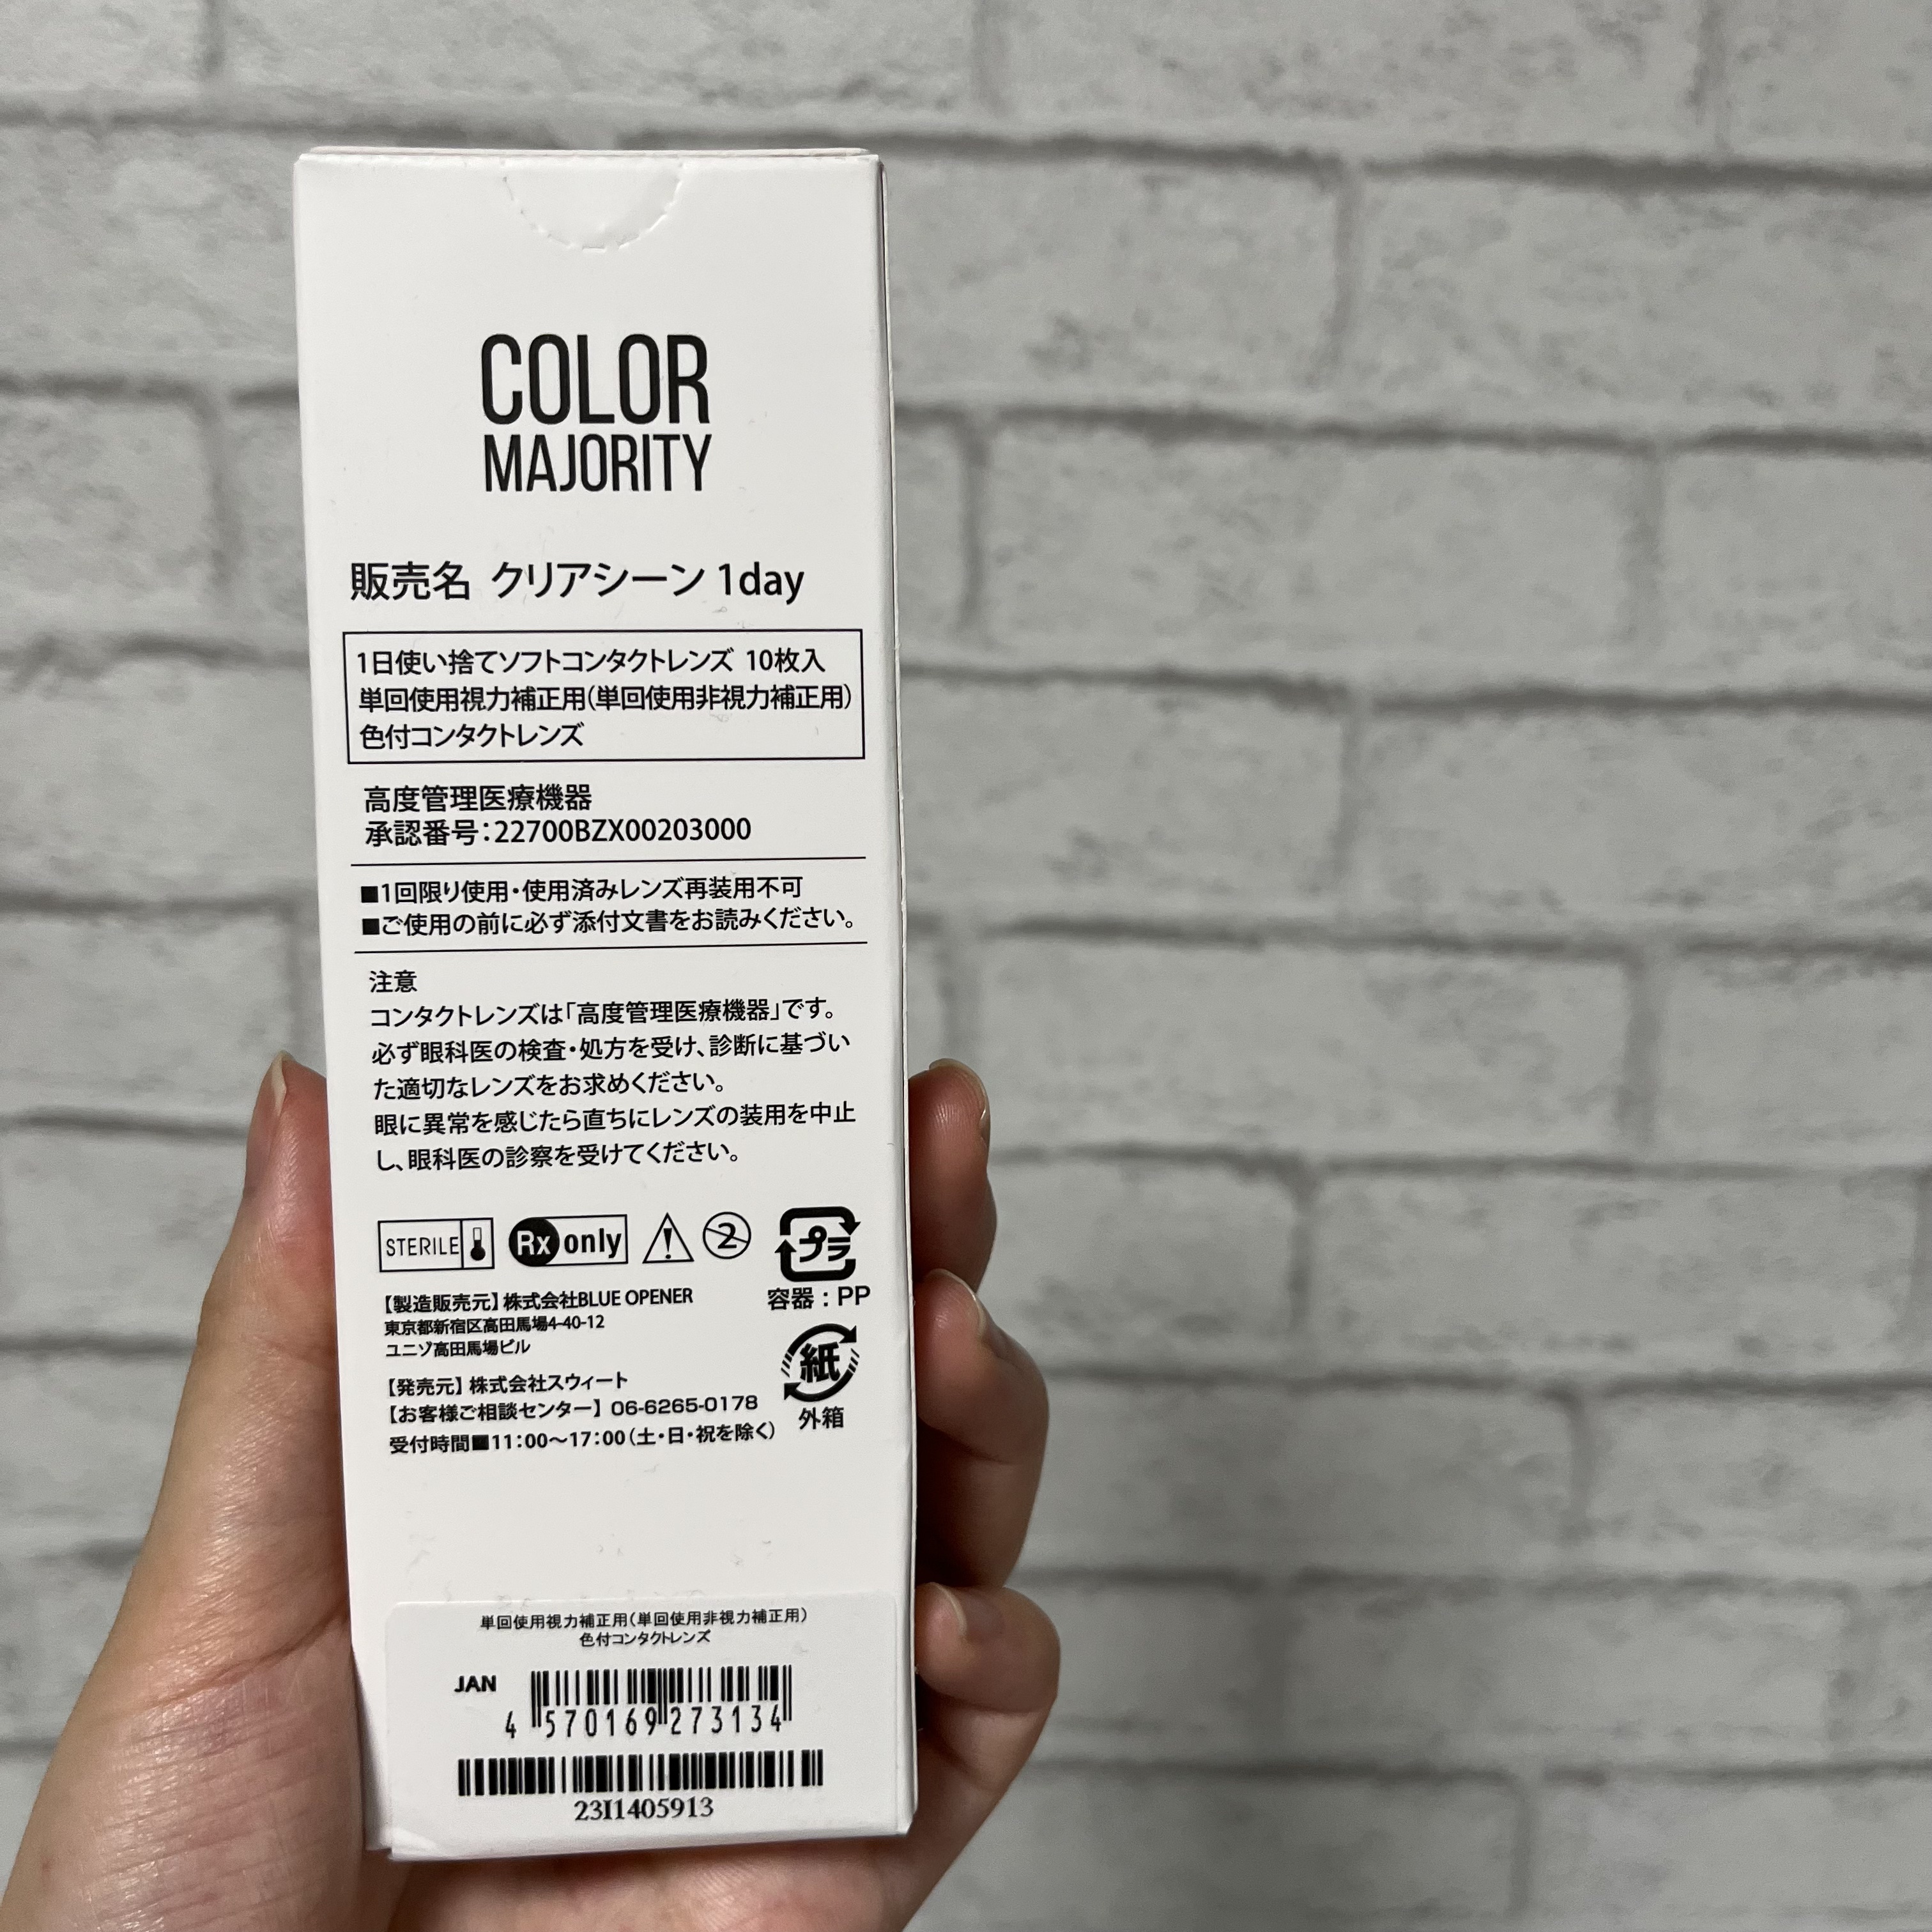 COLOR
MAJORITY
販売名 クリアシーン 1day
1日使い捨てソフトコンタクトレンズ 10枚入
単回使用視力補正用(単回使用非視力補正用)
色付コンタクトレンズ
高度管理医療機器
承認番号:22700BZX00203000
■1回限り使用・使用済みレンズ再装用不可
■ご使用の前に必ず添付文書をお読みください。
注意
コンタクトレンズは「高度管理医療機器」です。
必ず眼科医の検査・処方を受け、診断に基づい
た適切なレンズをお求めください。
眼に異常を感じたら直ちにレンズの装用を中止
し、眼科医の診察を受けてください。
STERILE
Rx only
2
プラ
容器:PP
【製造販売元】株式会社BLUE OPENER
東京都新宿区高田馬場4-40-12
ユニゾ高田馬場ビル
紙
外箱
【発売元】株式会社スウィート
【お客様ご相談センター】06-6265-0178
受付時間■11:00〜17:00(土・日・祝を除く)
単回使用視力補正用(単回使用非視力補正用)
色付コンタクトレンズ
JAN
4 570169 273134
23I1405913